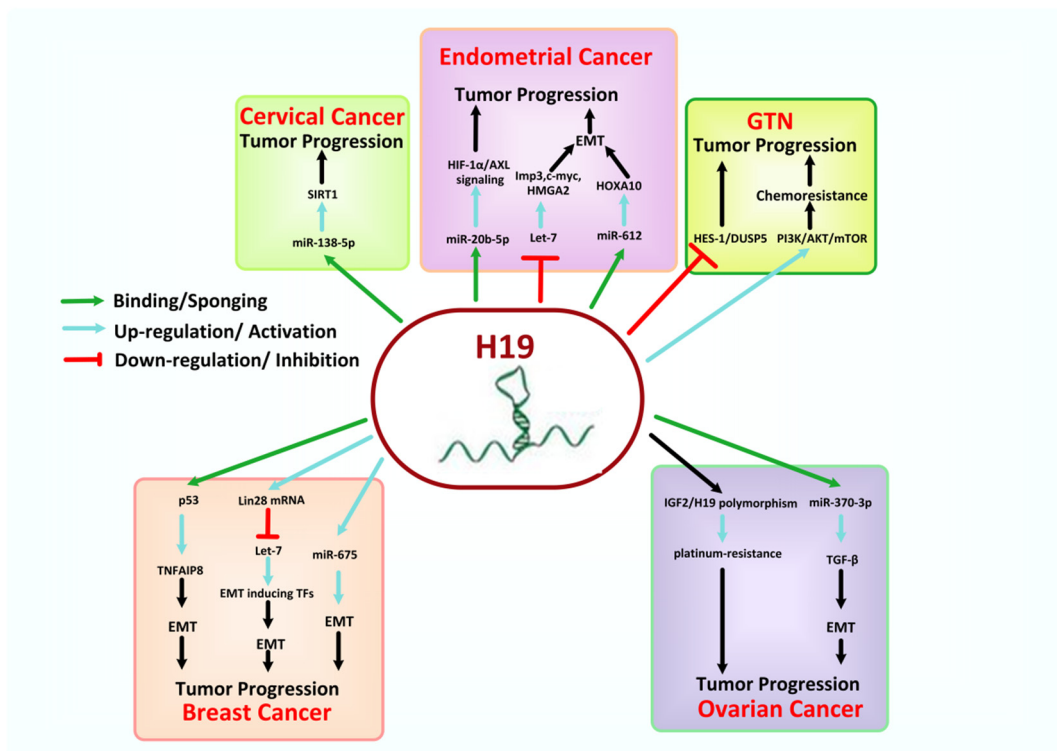 Endometrial Cancer
Tumor Progression
EMT
HIF-1α/AXL
signaling
Imp3,c-myc,
HMGA2
HOXA10
miR-20b-5p
Let-7
miR-612
Cervical Cancer
Tumor Progression
SIRT1
miR-138-5p
GTN
Tumor Progression
Chemoresistance
HES-1/DUSP5
PI3K/AKT/mTOR
Binding/Sponging
Up-regulation/ Activation
Down-regulation/ Inhibition
H19
p53
TNFAIP8
EMT
Lin28 mRNA
Let-7
EMT inducing TFs
EMT
miR-675
EMT
Tumor Progression
Breast Cancer
IGF2/H19 polymorphism
platinum-resistance
miR-370-3p
TGF-β
EMT
Tumor Progression
Ovarian Cancer